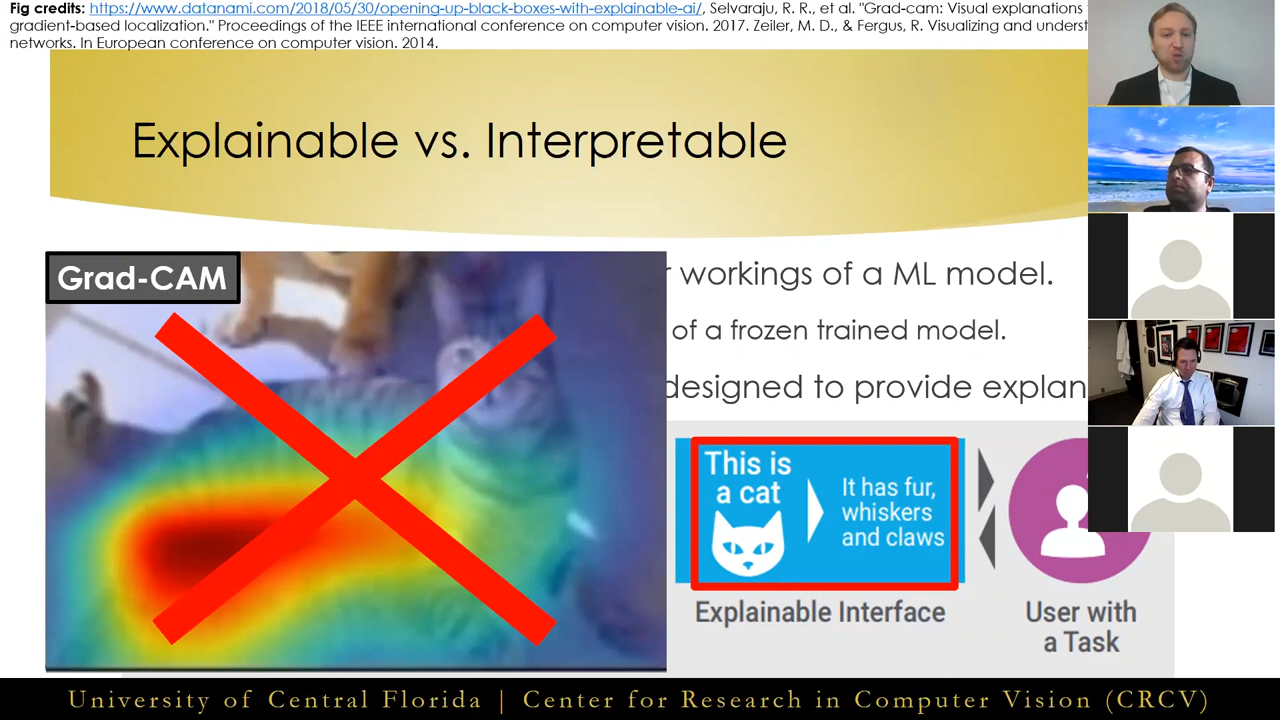 Fig credits: https://www.datanami.com/2018/05/30/opening-up-black-boxes-with-explainable-ai/, Selvaraju, R. R., et al. "Grad-cam: Visual explanations
gradient-based localization." Proceedings of the IEEE international conference on computer vision. 2017. Zeiler, M. D., & Fergus, R. Visualizing and underst
networks. In European conference on computer vision. 2014.
Explainable vs. Interpretable
Grad-CAM
r workings of a ML model.
of a frozen trained model.
designed to provide explan
This is
a cat
It has fur,
whiskers
and claws
Explainable Interface
User with
a Task
University of Central Florida | Center for Research in Computer Vision (CRCV)